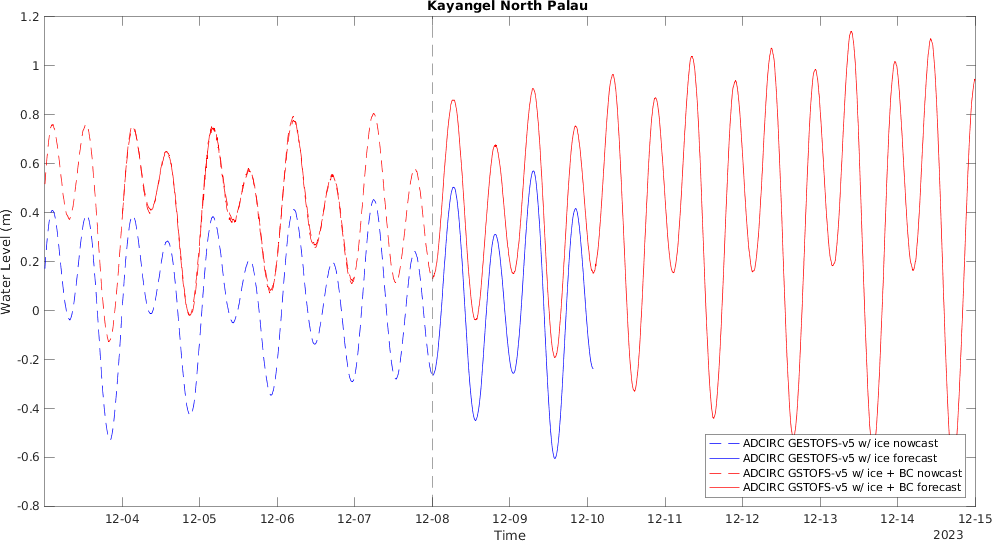 Kayangel North Palau
1.2
1
0.8
0.6
0.4
0.2
0
-0.2
-0.4
-0.6
-0.8
Water Level (m)
12-04 12-05 12-06 12-07 12-08 12-09 12-10 12-11 12-12 12-13 12-14 12-15
Time
2023
ADCIRC GESTOFS-v5 w/ ice nowcast
ADCIRC GESTOFS-v5 w/ ice forecast
ADCIRC GSTOFS-v5 w/ ice + BC nowcast
ADCIRC GSTOFS-v5 w/ ice + BC forecast